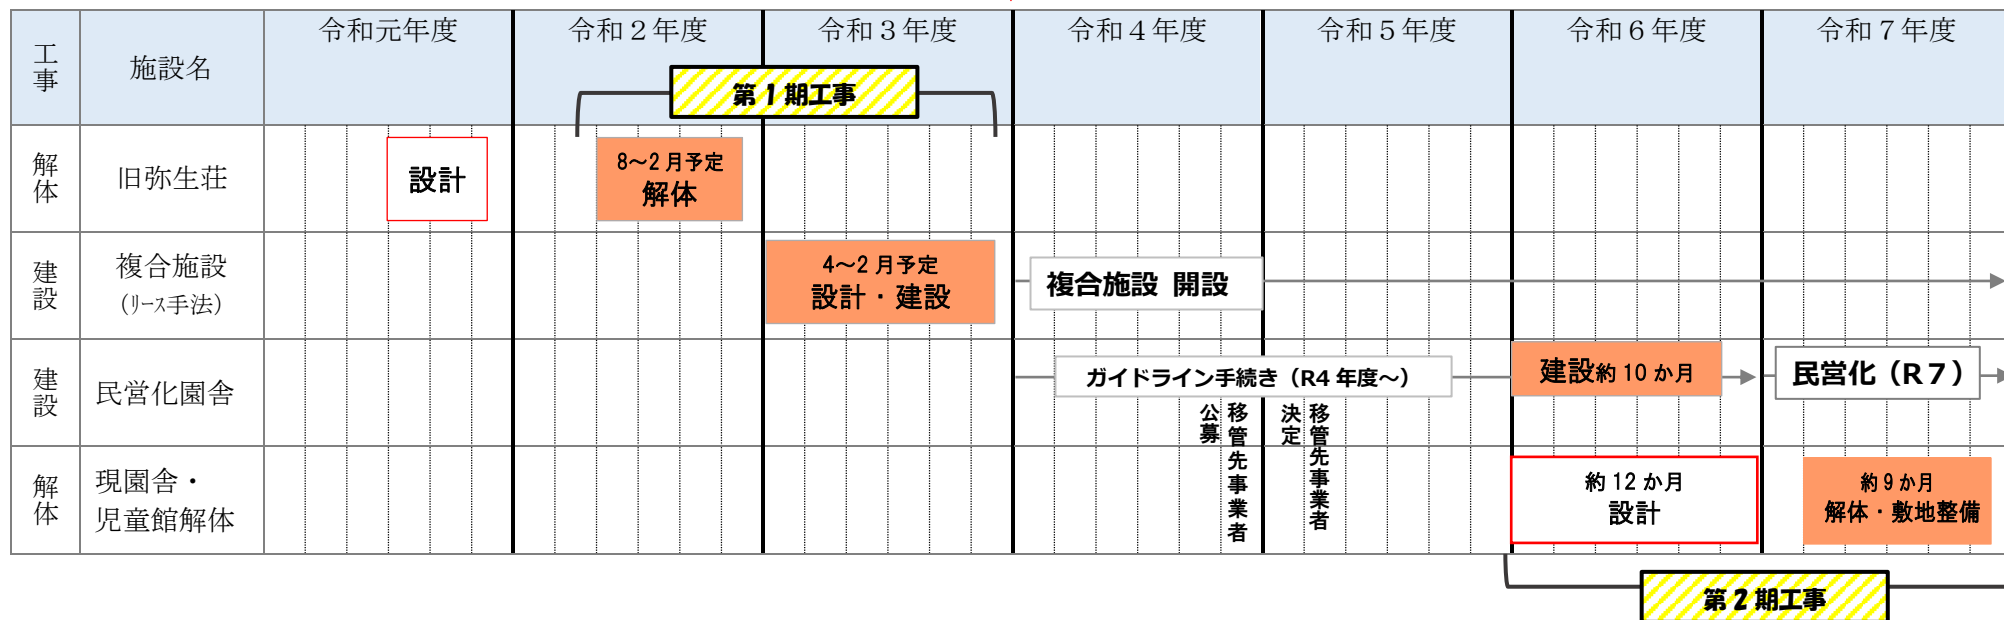 工事
施設名
令和元年度
令和２年度
令和３年度
令和４年度
令和５年度
令和６年度
令和７年度
第１期工事
解体
旧弥生荘
設計
8～2月予定
解体
建設
複合施設
（ﾘｰｽ手法）
4～2月予定
設計・建設
複合施設 開設
建設
民営化園舎
ガイドライン手続き（R4年度～）
建設約10か月
民営化（R７）
移管先事業者
公募
移管先事業者
決定
解体
現園舎・
児童館解体
約12か月
設計
約9か月
解体・敷地整備
第２期工事